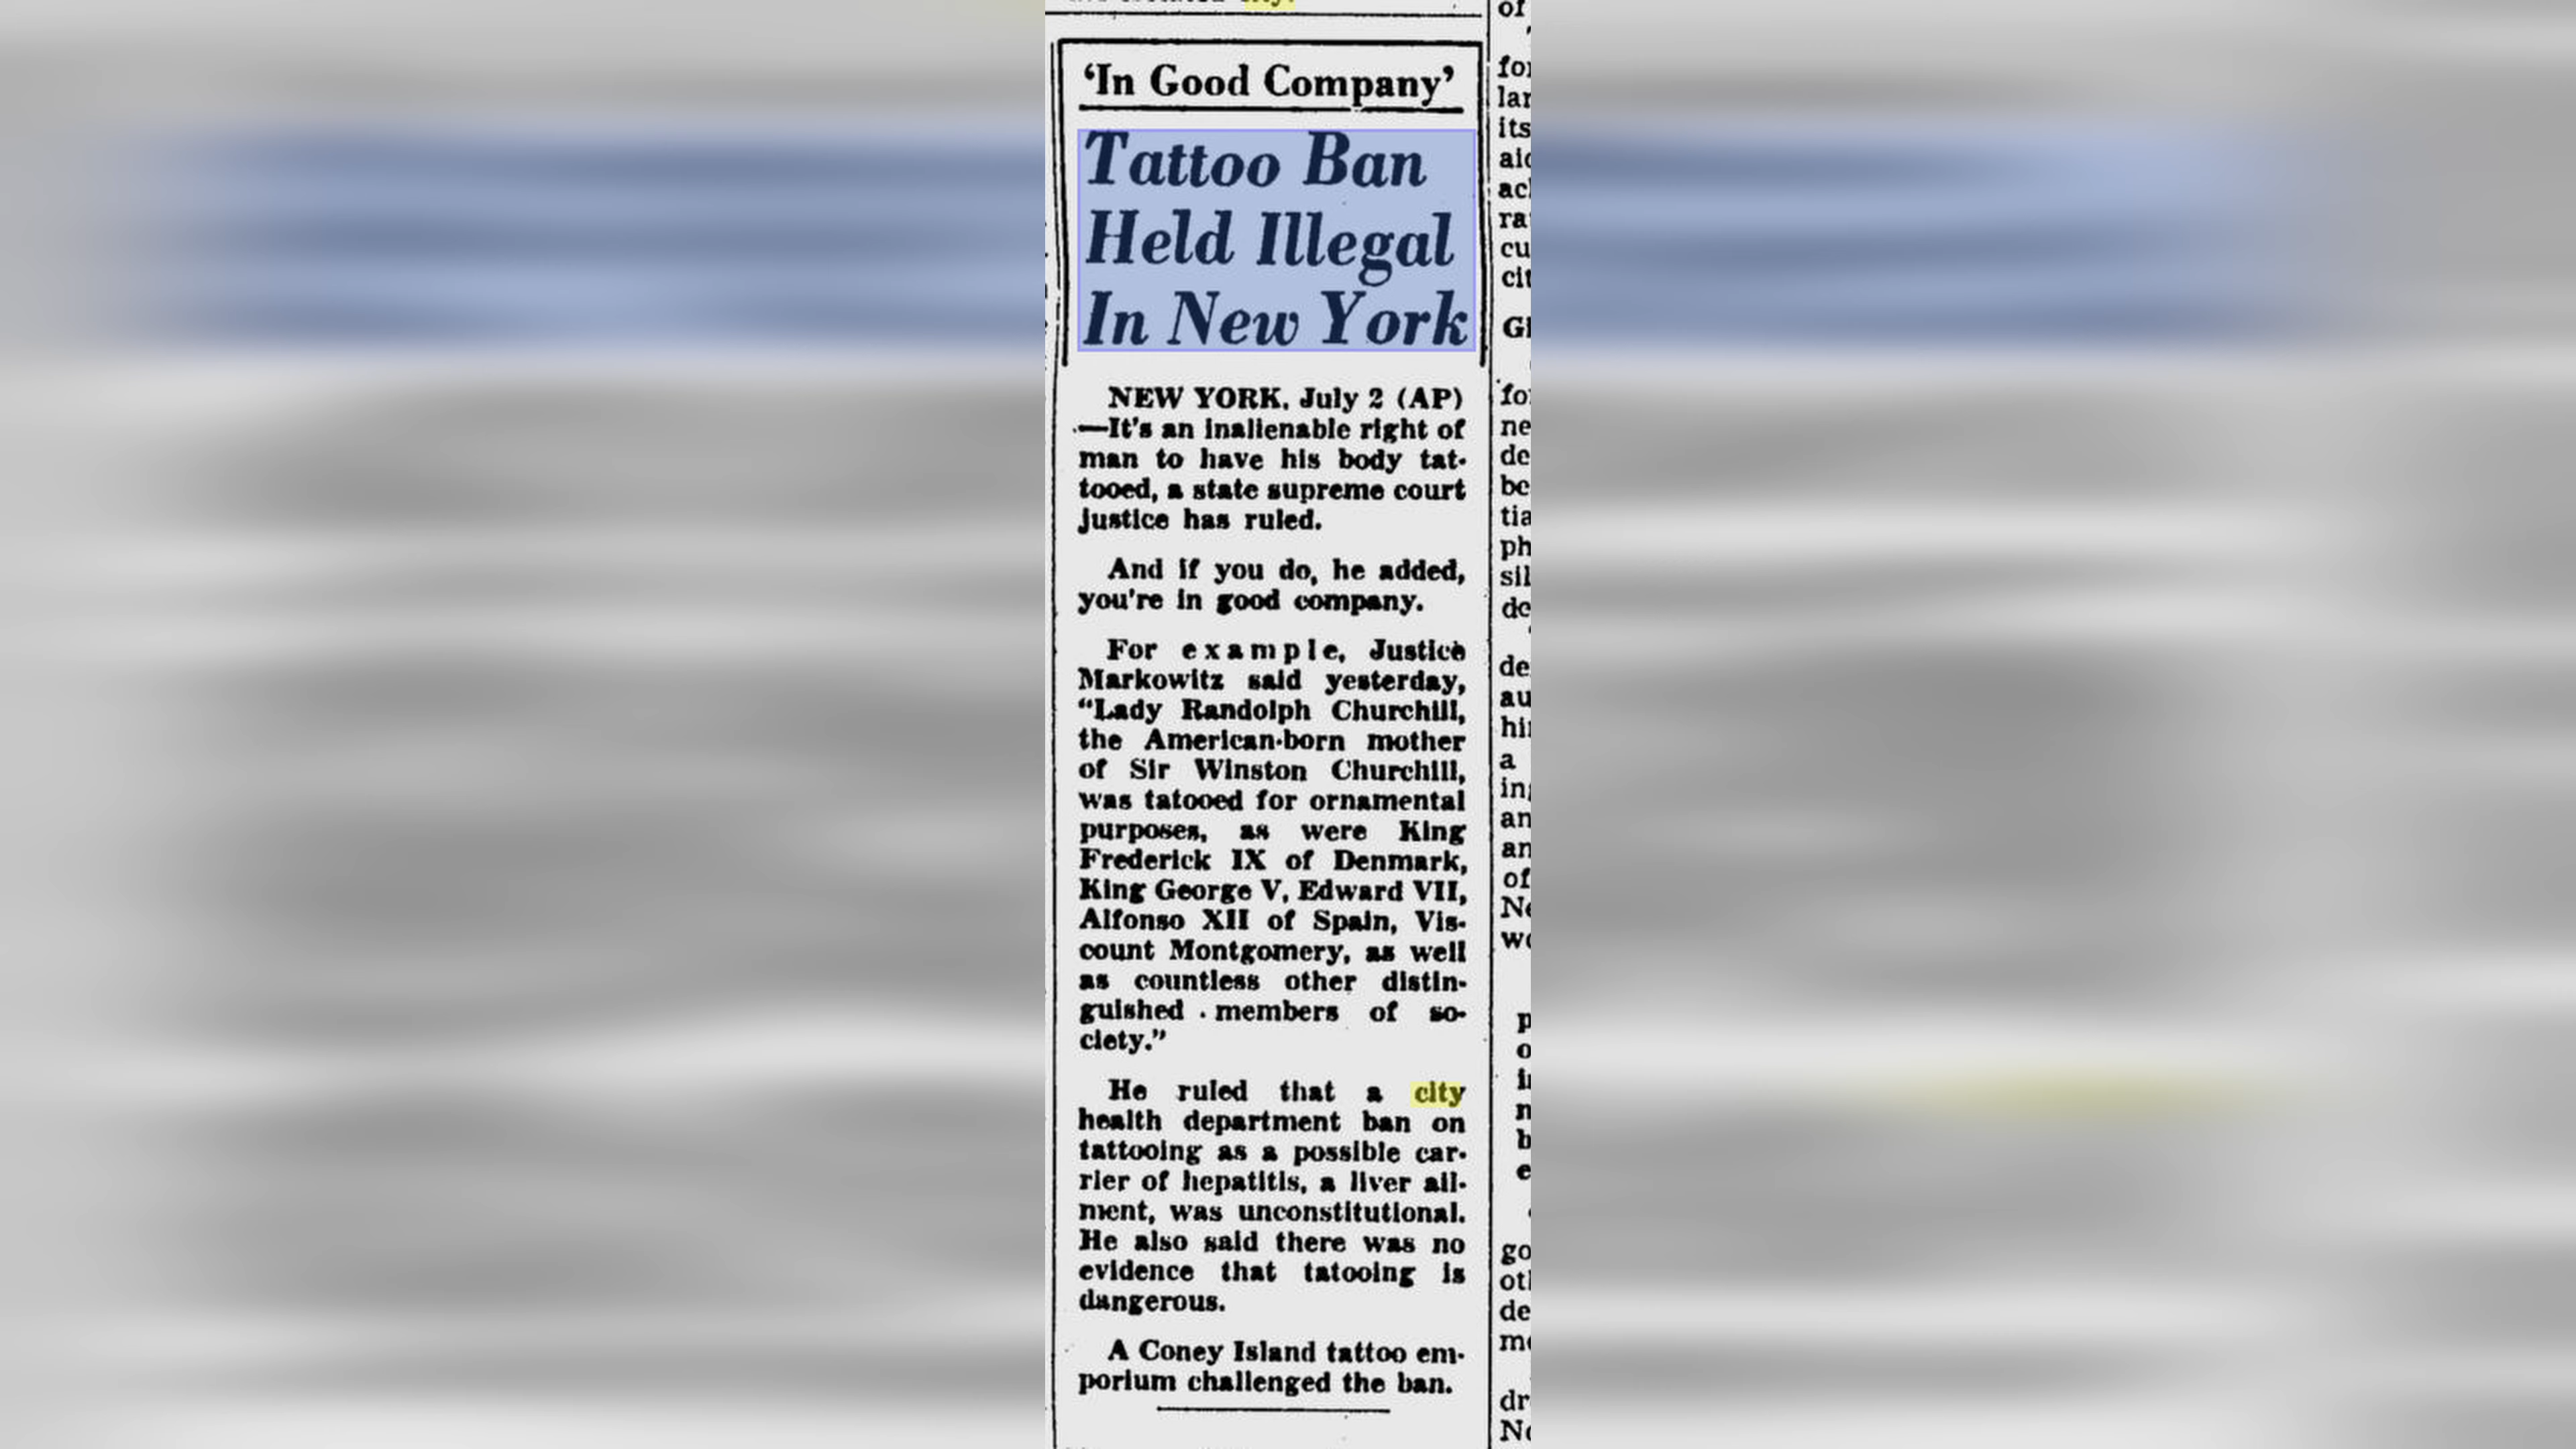 city.
'In Good Company'
Tattoo Ban
Held Illegal
In New York
NEW YORK, July 2 (AP)
—It's an inalienable right of
man to have his body tat-
tooed, a state supreme court
justice has ruled.
And if you do, he added,
you're in good company.
For example, Justice
Markowitz said yesterday,
"Lady Randolph Churchill,
the American-born mother
of Sir Winston Churchill,
was tatooed for ornamental
purposes, as were King
Frederick IX of Denmark,
King George V, Edward VII,
Alfonso XII of Spain, Vis-
count Montgomery, as well
as countless other distin-
guished members of so-
ciety."
He ruled that a city
health department ban on
tattooing as a possible car-
rier of hepatitis, a liver ail-
ment, was unconstitutional.
He also said there was no
evidence that tatooing is
dangerous.
A Coney Island tattoo em-
porium challenged the ban.